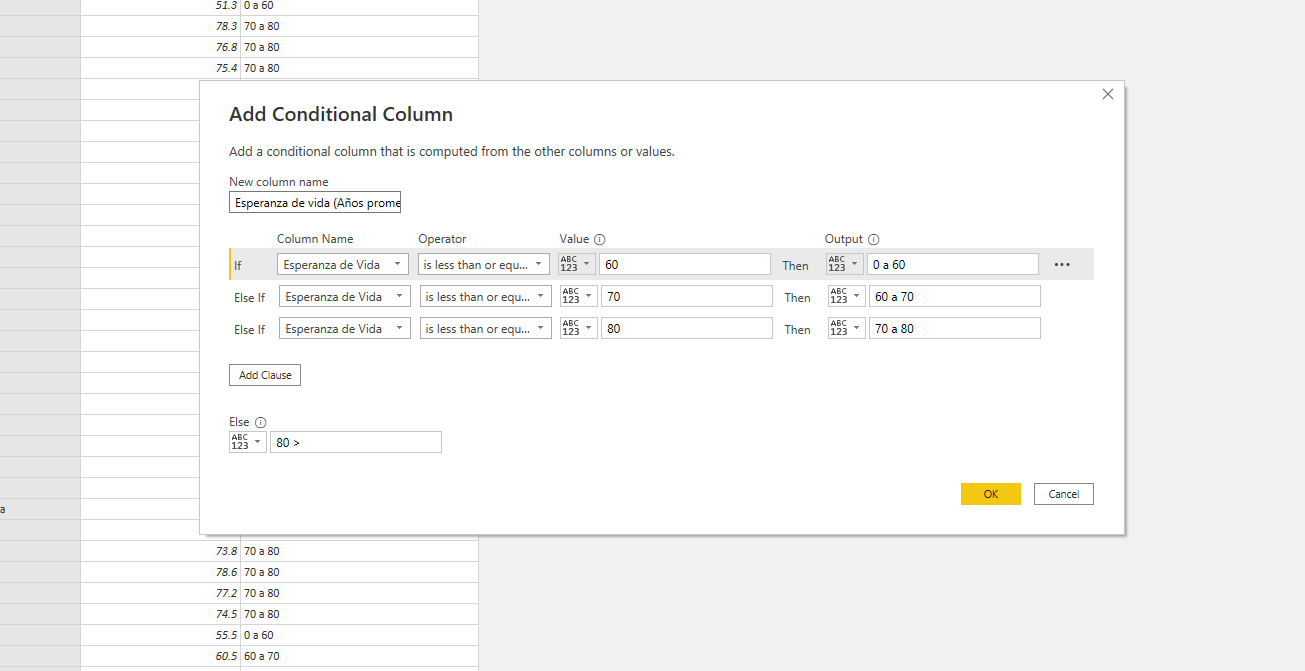 51.3 0 a 60
78.3 70 a 80
76.8 70 a 80
75.4 70 a 80
Add Conditional Column
Add a conditional column that is computed from the other columns or values.
New column name
Esperanza de vida (Años prome
Column Name Operator Value Output
If Esperanza de Vida is less than or equ... ABC 123 60 Then ABC 123 0 a 60 •••
Else If Esperanza de Vida is less than or equ... ABC 123 70 Then ABC 123 60 a 70
Else If Esperanza de Vida is less than or equ... ABC 123 80 Then ABC 123 70 a 80
Add Clause
Else
ABC 123 80 >
OK Cancel
a
73.8 70 a 80
78.6 70 a 80
77.2 70 a 80
74.5 70 a 80
55.5 0 a 60
60.5 60 a 70